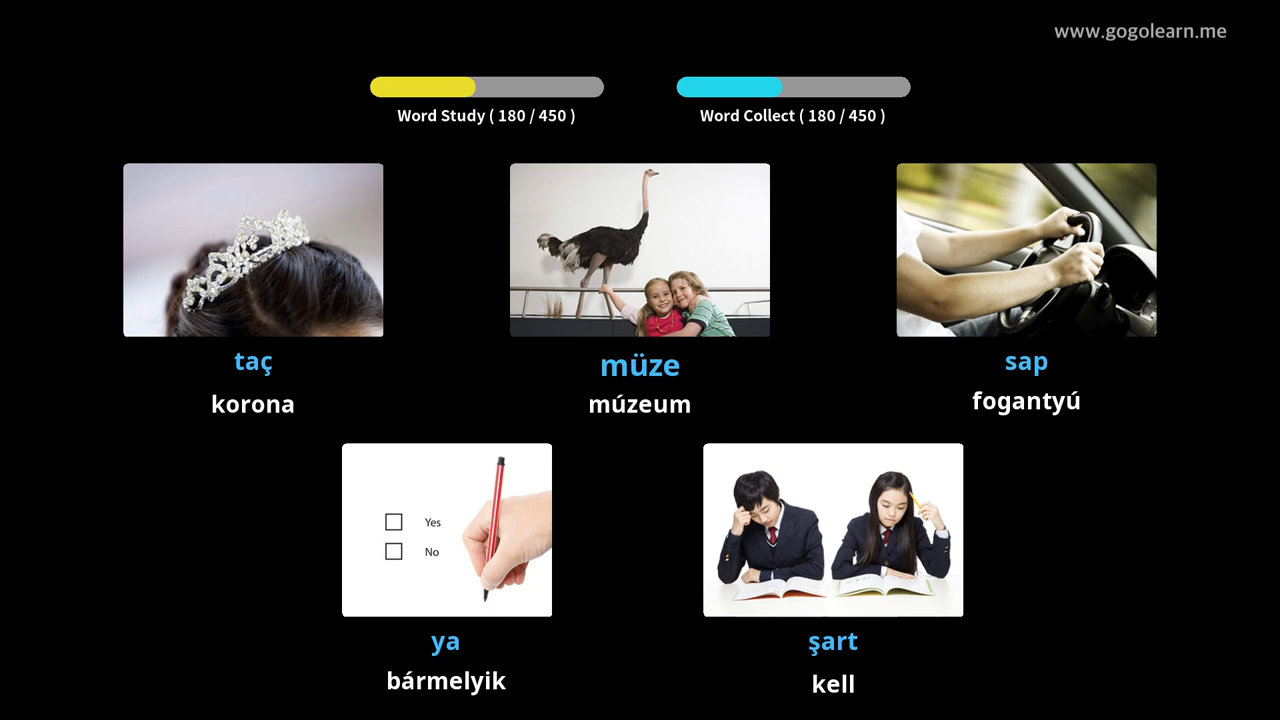 www.gogolearn.me
Word Study ( 180 / 450 )
Word Collect ( 180 / 450 )
taç
korona
müze
múzeum
sap
fogantyú
Yes
No
ya
bármelyik
şart
kell